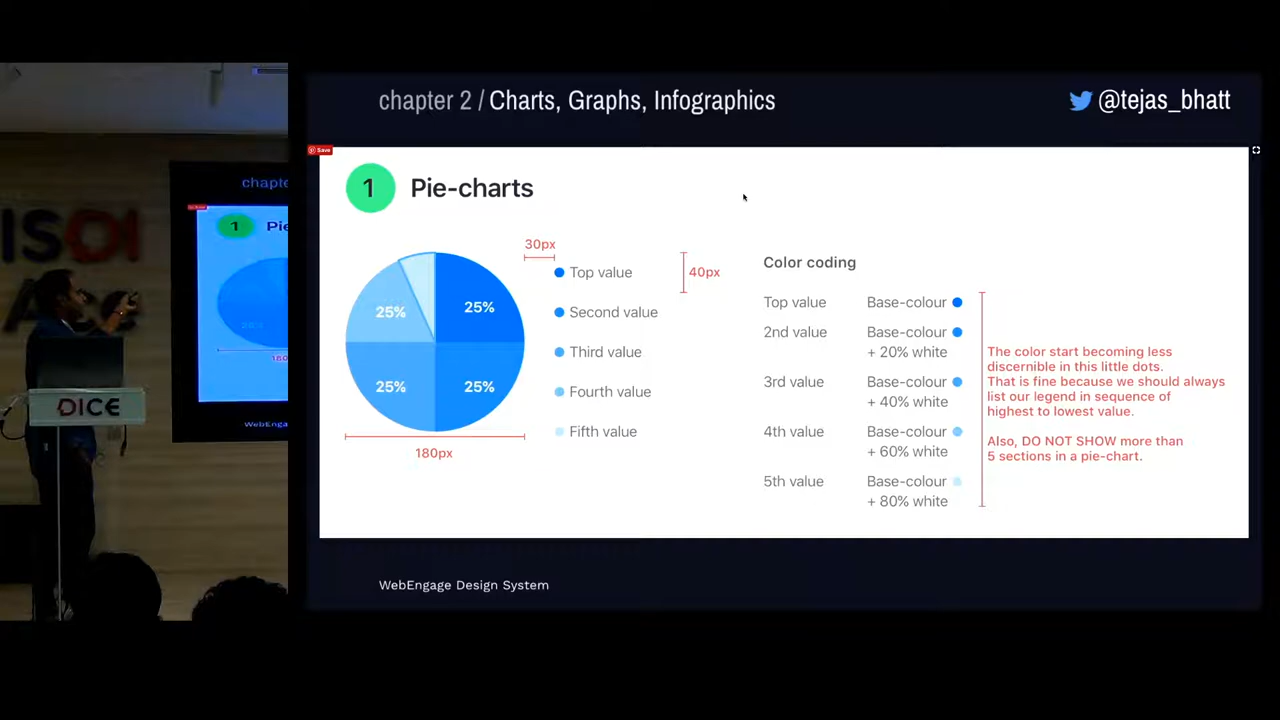 chapter 2 / Charts, Graphs, Infographics
@tejas_bhatt
Save
1 Pie-charts
30px
40px
180px
25% 25%
25% 25%
Top value
Second value
Third value
Fourth value
Fifth value
Color coding
Top value Base-colour
2nd value Base-colour
+ 20% white
3rd value Base-colour
+ 40% white
4th value Base-colour
+ 60% white
5th value Base-colour
+ 80% white
The color start becoming less
discernible in this little dots.
That is fine because we should always
list our legend in sequence of
highest to lowest value.
Also, DO NOT SHOW more than
5 sections in a pie-chart.
WebEngage Design System
chapte
1 Pie
180
WebEng
DICE